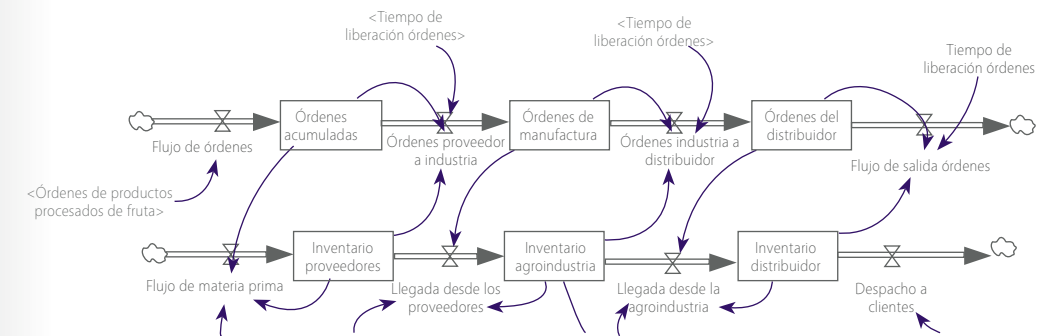 <Tiempo de
liberación órdenes>
<Tiempo de
liberación órdenes>
Tiempo de
liberación órdenes
Órdenes
acumuladas
Órdenes de
manufactura
Órdenes del
distribuidor
Flujo de órdenes
Órdenes proveedor
a industria
Órdenes industria a
distribuidor
Flujo de salida órdenes
<Órdenes de productos
procesados de fruta>
Inventario
proveedores
Inventario
agroindustria
Inventario
distribuidor
Flujo de materia prima
Llegada desde los
proveedores
Llegada desde la
agroindustria
Despacho a
clientes